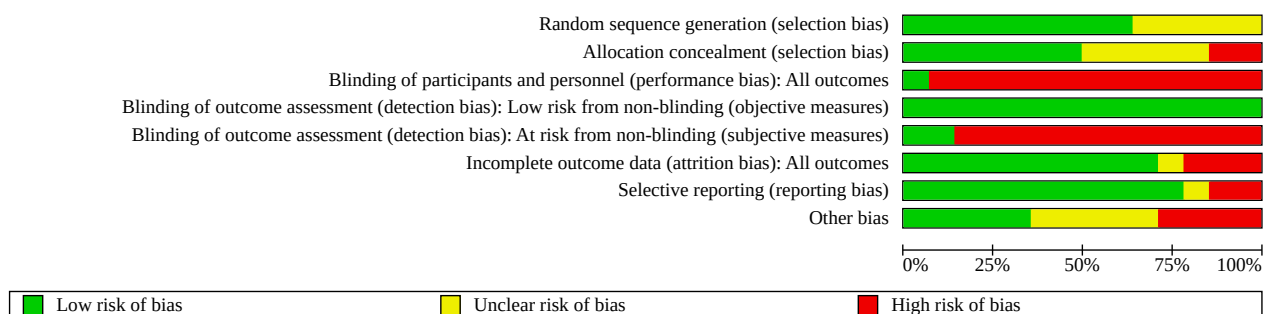 Random sequence generation (selection bias)
Allocation concealment (selection bias)
Blinding of participants and personnel (performance bias): All outcomes
Blinding of outcome assessment (detection bias): Low risk from non-blinding (objective measures)
Blinding of outcome assessment (detection bias): At risk from non-blinding (subjective measures)
Incomplete outcome data (attrition bias): All outcomes
Selective reporting (reporting bias)
Other bias
0% 25% 50% 75% 100%
Low risk of bias Unclear risk of bias High risk of bias